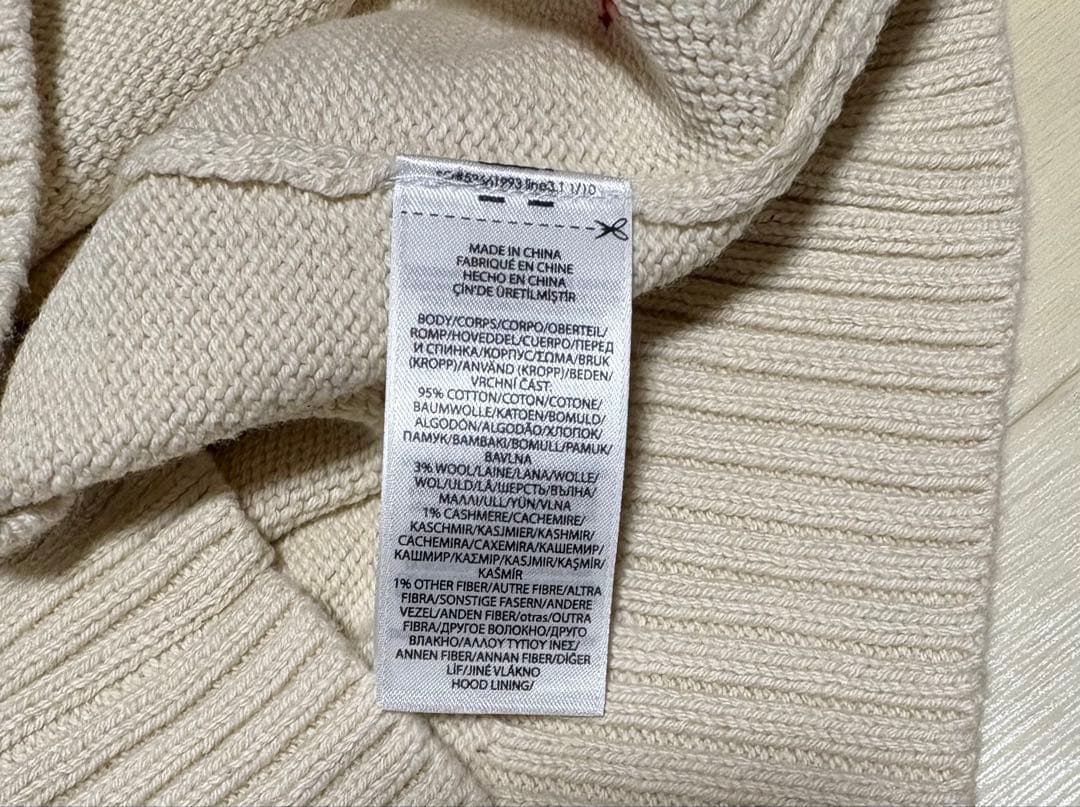 line3.1 1/10
MADE IN CHINA
FABRIQUÉ EN CHINE
HECHO EN CHINA
ÇİN'DE ÜRETİLMİŞTİR
BODY/CORPS/CORPO/OBERTEIL/
ROMP/HOVEDDEL/CUERPO/ПЕРЕД
И СПИНКА/КОРПУС/ΣΩΜΑ/BRUK
(KROPP)/ANVÄND (KROPP)/BEDEN/
VRCHNÍ ČÁST:
95% COTTON/COTON/COTONE/
BAUMWOLLE/KATOEN/BOMULD/
ALGODÓN/ALGODÃO/ХЛОПОК/
ПАМУК/ΒΑΜΒΑΚΙ/BOMULL/PAMUK/
BAVLNA
3% WOOL/LAINE/LANA/WOLLE/
WOL/ULD/LÃ/ШЕРСТЬ/ВЪЛНА/
ΜΑΛΛΙ/ULL/YÜN/VLNA
1% CASHMERE/CACHEMIRE/
KASCHMIR/KASJMIER/KASHMIR/
CACHEMIRA/CAXEMIRA/КАШЕМИР/
КАШМИР/ΚΑΣΜΙΡ/KASJMIR/KAŞMİR/
KAŠMÍR
1% OTHER FIBER/AUTRE FIBRE/ALTRA
FIBRA/SONSTIGE FASERN/ANDERE
VEZEL/ANDEN FIBER/otras/OUTRA
FIBRA/ДРУГОЕ ВОЛОКНО/ДРУГО
ВЛАКНО/ΑΛΛΟΥ ΤΥΠΟΥ ΙΝΕΣ/
ANNEN FIBER/ANNAN FIBER/DİĞER
LİF/JINÉ VLÁKNO
HOOD LINING/